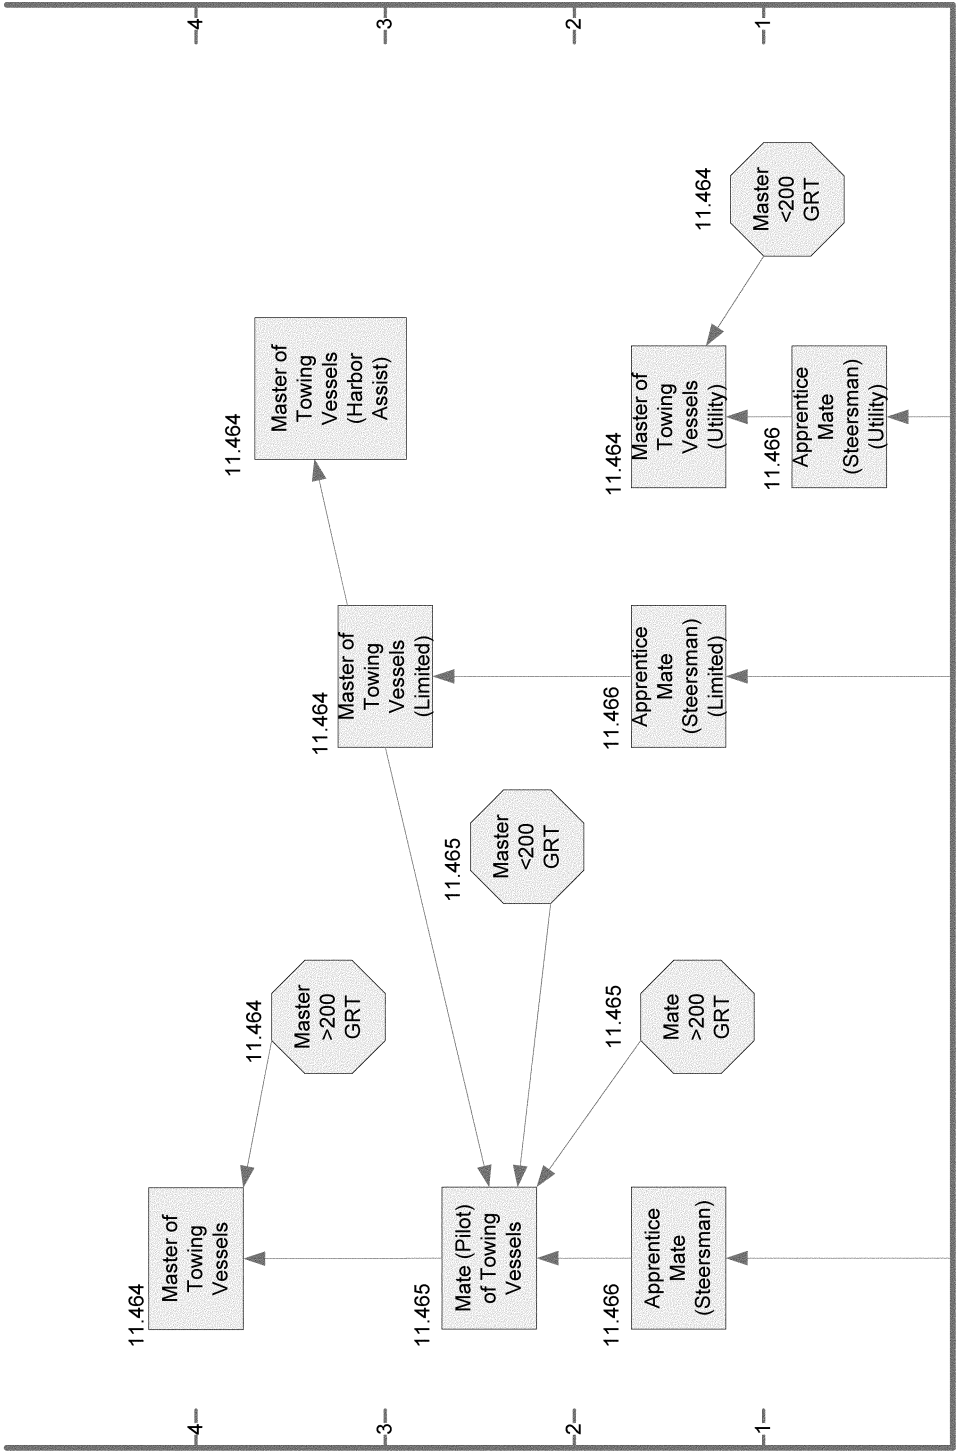 4
4
11.464
Master of
Towing
Vessels
11.464
Master
>200
GRT
11.464
Master of
Towing
Vessels
(Harbor
Assist)
3
3
11.464
Master of
Towing
Vessels
(Limited)
11.465
Mate (Pilot)
of Towing
Vessels
11.465
Master
<200
GRT
2
2
11.466
Apprentice
Mate
(Steersman)
11.465
Mate
>200
GRT
11.466
Apprentice
Mate
(Steersman)
(Limited)
11.464
Master of
Towing
Vessels
(Utility)
11.464
Master
<200
GRT
1
1
11.466
Apprentice
Mate
(Steersman)
(Utility)